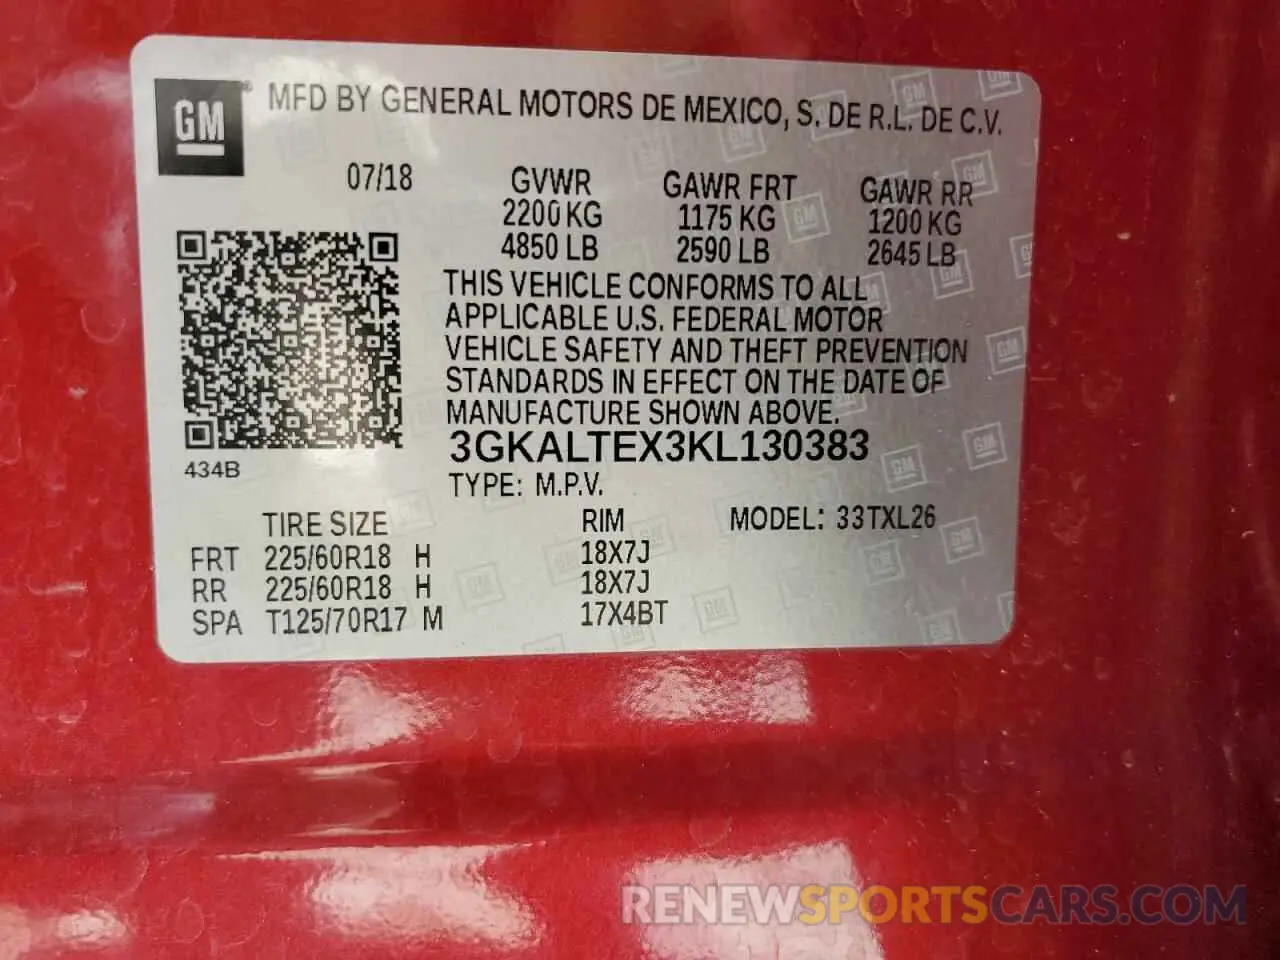 GM® MFD BY GENERAL MOTORS DE MEXICO, S. DE R.L. DE C.V.
07/18 GVWR GAWR FRT GAWR RR
2200 KG 1175 KG 1200 KG
4850 LB 2590 LB 2645 LB
THIS VEHICLE CONFORMS TO ALL
APPLICABLE U.S. FEDERAL MOTOR
VEHICLE SAFETY AND THEFT PREVENTION
STANDARDS IN EFFECT ON THE DATE OF
MANUFACTURE SHOWN ABOVE.
3GKALTEX3KL130383
434B
TYPE: M.P.V.
TIRE SIZE RIM MODEL: 33TXL26
FRT 225/60R18 H 18X7J
RR 225/60R18 H 18X7J
SPA T125/70R17 M 17X4BT
RENEWSPORTSCARS.COM